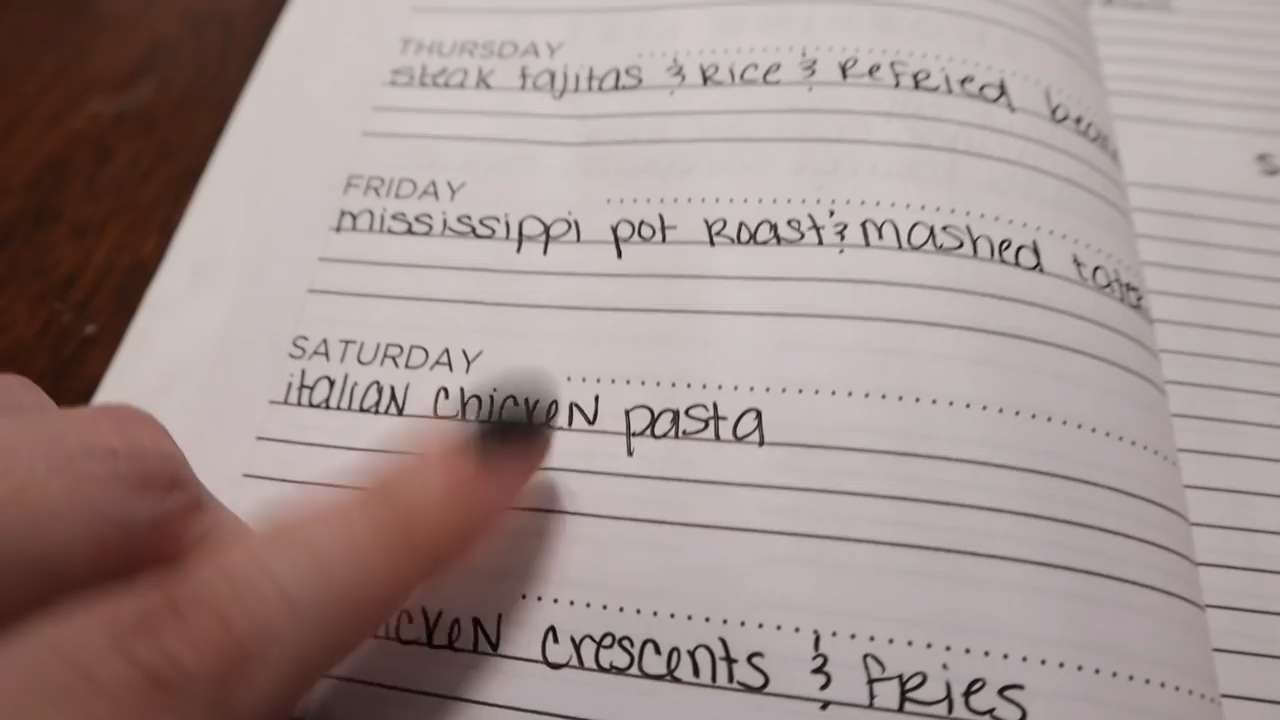 THURSDAY
steak fajitas & Rice & Refried
FRIDAY
mississippi pot Roast & mashed
SATURDAY
italian chicken pasta
crescents & fries